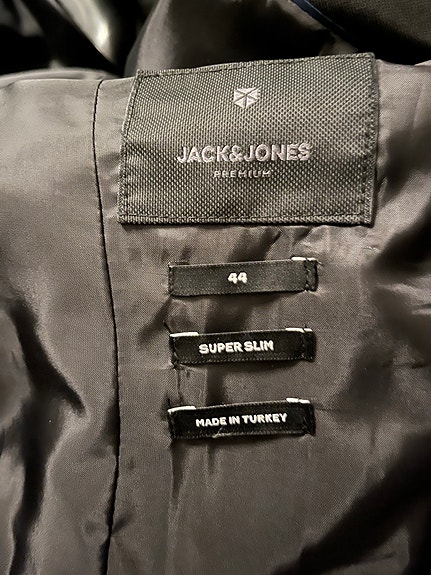 JACK&JONES
PREMIUM
44
SUPER SLIM
MADE IN TURKEY